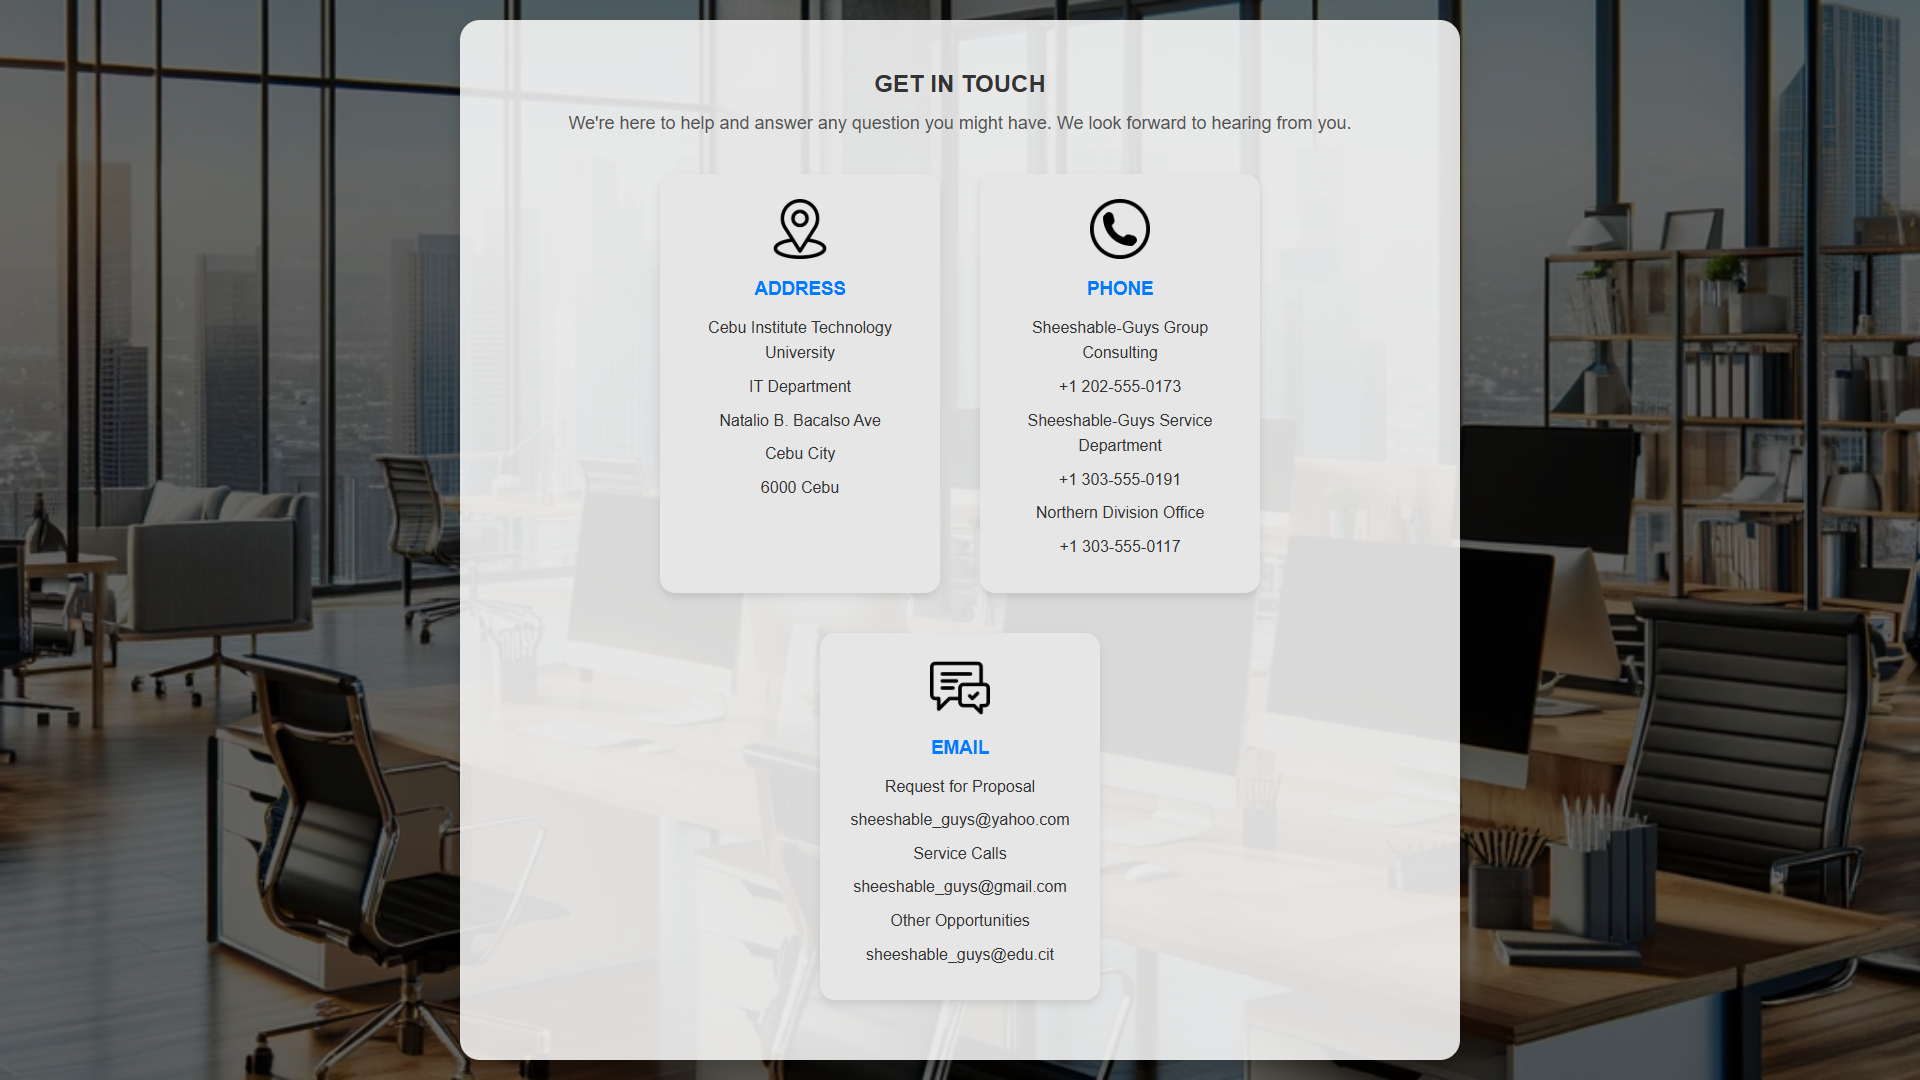 GET IN TOUCH
We're here to help and answer any question you might have. We look forward to hearing from you.
ADDRESS
Cebu Institute Technology
University
IT Department
Natalio B. Bacalso Ave
Cebu City
6000 Cebu
PHONE
Sheeshable-Guys Group
Consulting
+1 202-555-0173
Sheeshable-Guys Service
Department
+1 303-555-0191
Northern Division Office
+1 303-555-0117
EMAIL
Request for Proposal
sheeshable_guys@yahoo.com
Service Calls
sheeshable_guys@gmail.com
Other Opportunities
sheeshable_guys@edu.cit